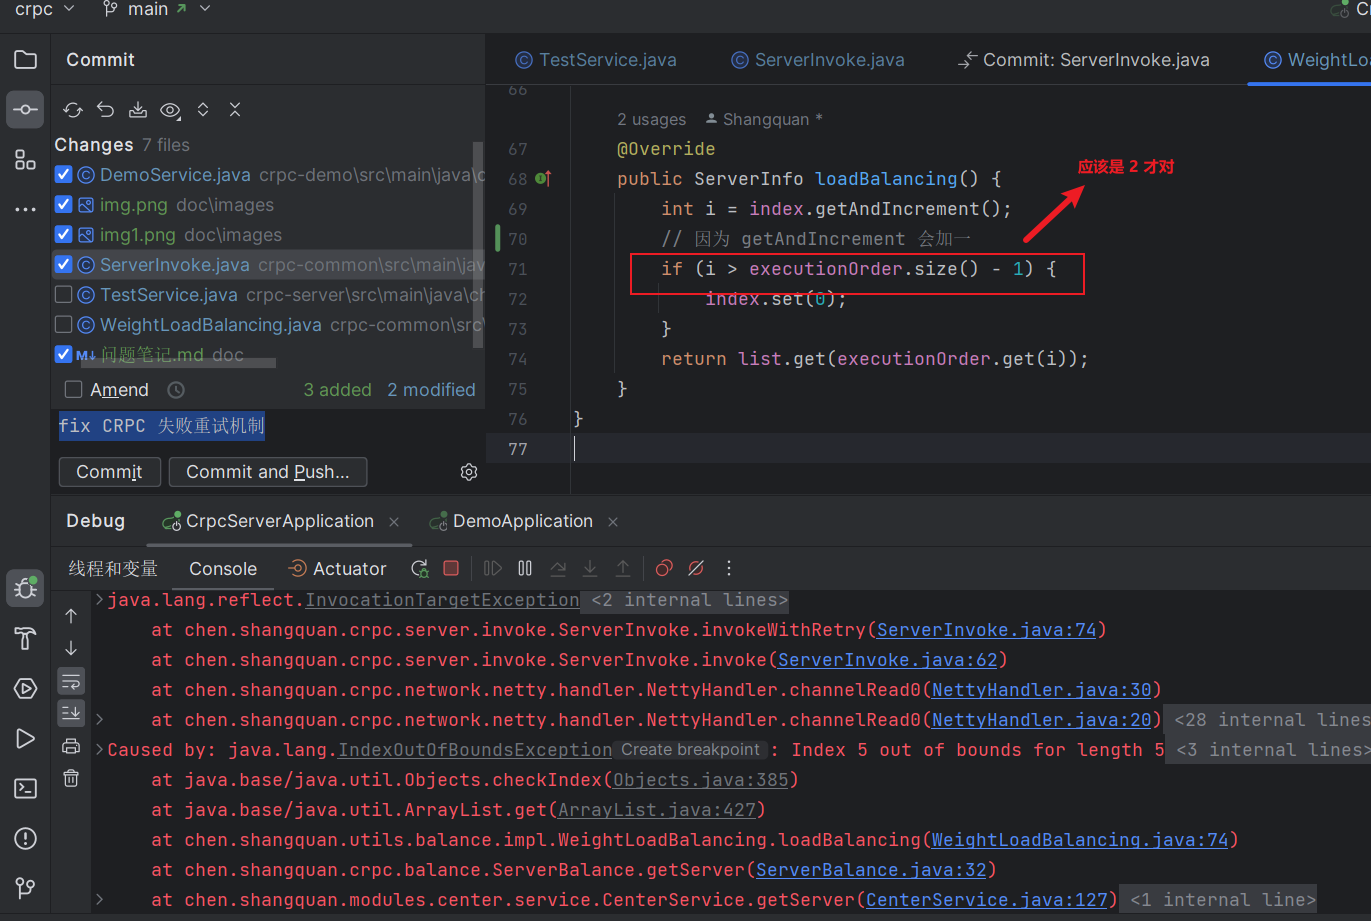 crpc main
Commit
TestService.java ServerInvoke.java Commit: ServerInvoke.java
Changes 7 files
DemoService.java crpc-demo\src\main\java\
img.png doc\images
img1.png doc\images
ServerInvoke.java crpc-common\src\main\jav
TestService.java crpc-server\src\main\java\c
WeightLoadBalancing.java crpc-common\src\
M↓ 问题笔记.md doc
Amend 3 added 2 modified
fix CRPC 失败重试机制
Commit Commit and Push...
66
2 usages Shangquan *
67 @Override
68 public ServerInfo loadBalancing() {
69 int i = index.getAndIncrement();
70 // 因为 getAndIncrement 会加一
71 if (i > executionOrder.size() - 1) {
72 index.set(0);
73 }
74 return list.get(executionOrder.get(i));
75 }
76 }
77
应该是 2 才对
Debug CrpcServerApplication DemoApplication
线程和变量 Console Actuator
java.lang.reflect.InvocationTargetException <2 internal lines>
at chen.shangquan.crpc.server.invoke.ServerInvoke.invokeWithRetry(ServerInvoke.java:74)
at chen.shangquan.crpc.server.invoke.ServerInvoke.invoke(ServerInvoke.java:62)
at chen.shangquan.crpc.network.netty.handler.NettyHandler.channelRead0(NettyHandler.java:30)
at chen.shangquan.crpc.network.netty.handler.NettyHandler.channelRead0(NettyHandler.java:20) <28 internal lines
Caused by: java.lang.IndexOutOfBoundsException Create breakpoint : Index 5 out of bounds for length 5 <3 internal lines>
at java.base/java.util.Objects.checkIndex(Objects.java:385)
at java.base/java.util.ArrayList.get(ArrayList.java:427)
at chen.shangquan.utils.balance.impl.WeightLoadBalancing.loadBalancing(WeightLoadBalancing.java:74)
at chen.shangquan.crpc.balance.ServerBalance.getServer(ServerBalance.java:32)
at chen.shangquan.modules.center.service.CenterService.getServer(CenterService.java:127) <1 internal line>